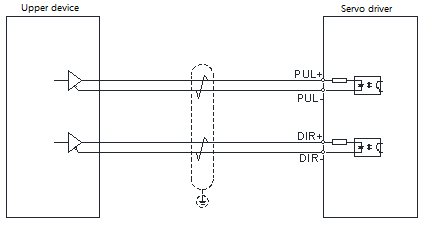 Upper device
Servo driver
PUL+
PUL-
DIR+
DIR-